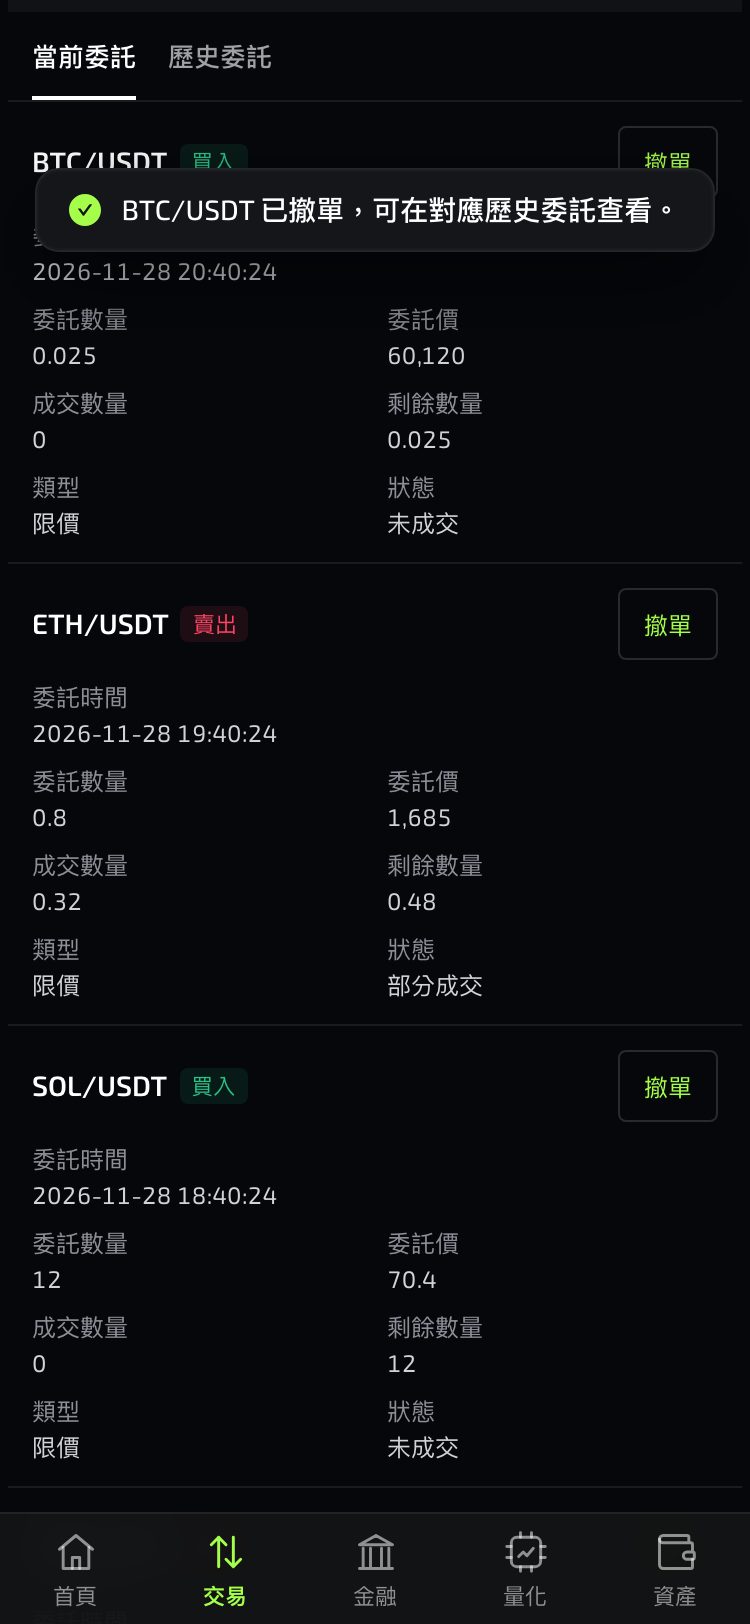 當前委託 歷史委託
BTC/USDT 買入 撤單
BTC/USDT 已撤單，可在對應歷史委託查看。
2026-11-28 20:40:24
委託數量 委託價
0.025 60,120
成交數量 剩餘數量
0 0.025
類型 狀態
限價 未成交
ETH/USDT 賣出 撤單
委託時間
2026-11-28 19:40:24
委託數量 委託價
0.8 1,685
成交數量 剩餘數量
0.32 0.48
類型 狀態
限價 部分成交
SOL/USDT 買入 撤單
委託時間
2026-11-28 18:40:24
委託數量 委託價
12 70.4
成交數量 剩餘數量
0 12
類型 狀態
限價 未成交
首頁 交易 金融 量化 資產